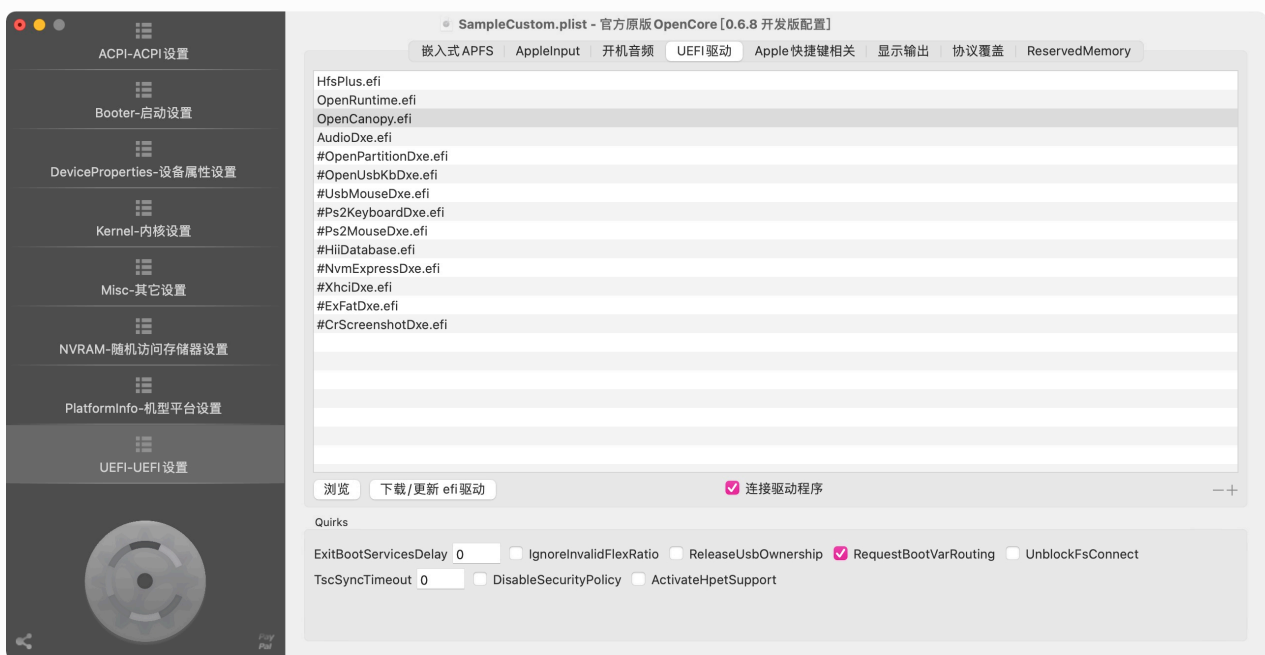 SampleCustom.plist - 官方原版OpenCore[0.6.8 开发版配置]
ACPI-ACPI设置
Booter-启动设置
DeviceProperties-设备属性设置
Kernel-内核设置
Misc-其它设置
NVRAM-随机访问存储器设置
PlatformInfo-机型平台设置
UEFI-UEFI设置
PayPal
嵌入式APFS AppleInput 开机音频 UEFI驱动 Apple快捷键相关 显示输出 协议覆盖 ReservedMemory
HfsPlus.efi
OpenRuntime.efi
OpenCanopy.efi
AudioDxe.efi
#OpenPartitionDxe.efi
#OpenUsbKbDxe.efi
#UsbMouseDxe.efi
#Ps2KeyboardDxe.efi
#Ps2MouseDxe.efi
#HiiDatabase.efi
#NvmExpressDxe.efi
#XhciDxe.efi
#ExFatDxe.efi
#CrScreenshotDxe.efi
浏览 下载/更新 efi驱动 连接驱动程序
Quirks
ExitBootServicesDelay 0 IgnoreInvalidFlexRatio ReleaseUsbOwnership RequestBootVarRouting UnblockFsConnect
TscSyncTimeout 0 DisableSecurityPolicy ActivateHpetSupport